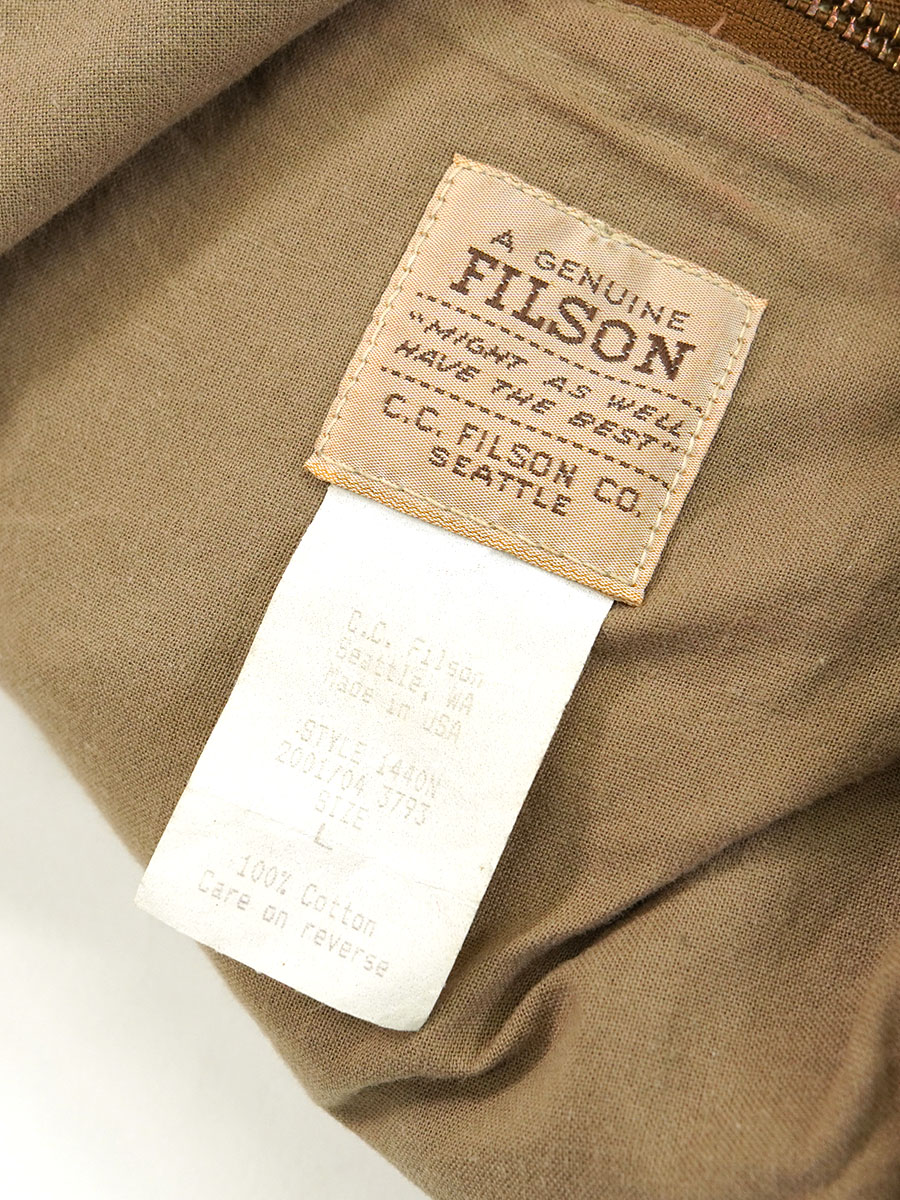 A GENUINE
FILSON
"MIGHT AS WELL
HAVE THE BEST"
C.C. FILSON CO.
SEATTLE
C.C. Filson
Seattle, WA
Made in USA
STYLE 1440N
2001/04 3793
SIZE
L
100% Cotton
Care on reverse